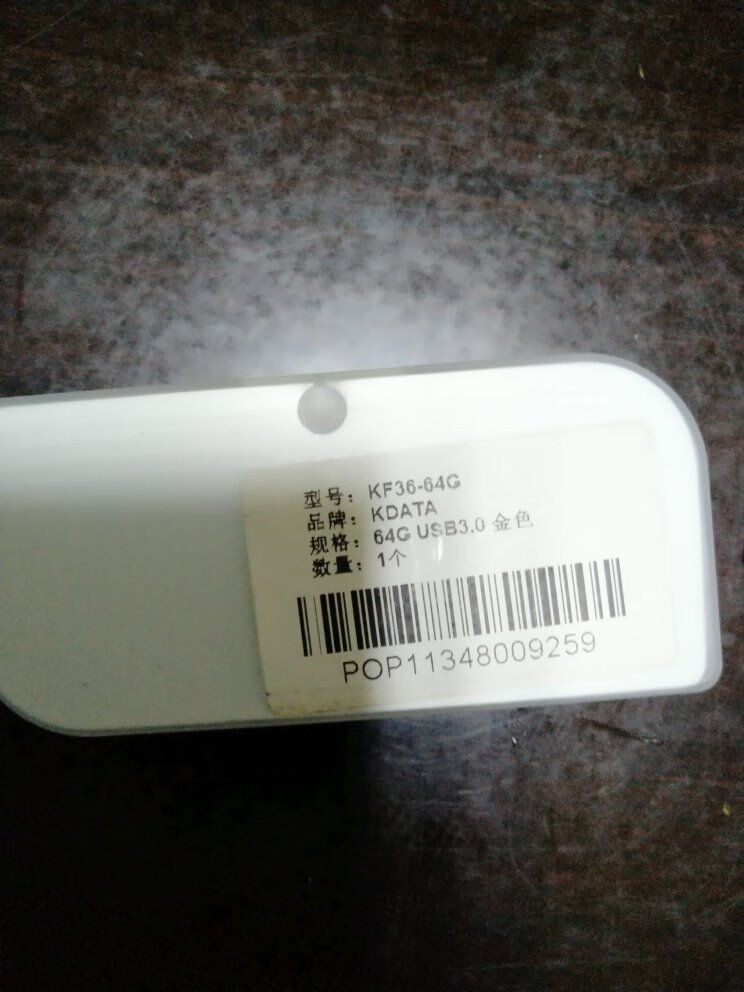 型号：KF36-64G
品牌：KDATA
规格：64G USB3.0 金色
数量：1个
POP11348009259